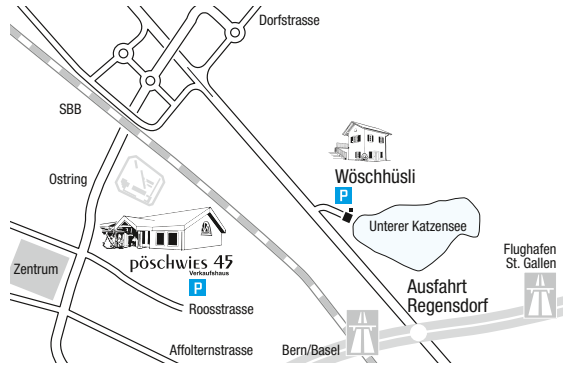 Dorfstrasse
SBB
Wöschhüsli
P
Ostring
Unterer Katzensee
45
Flughafen
St. Gallen
pöschwies 45
Verkaufshaus
Zentrum
P
Ausfahrt
Regensdorf
Roosstrasse
Affolternstrasse
Bern/Basel